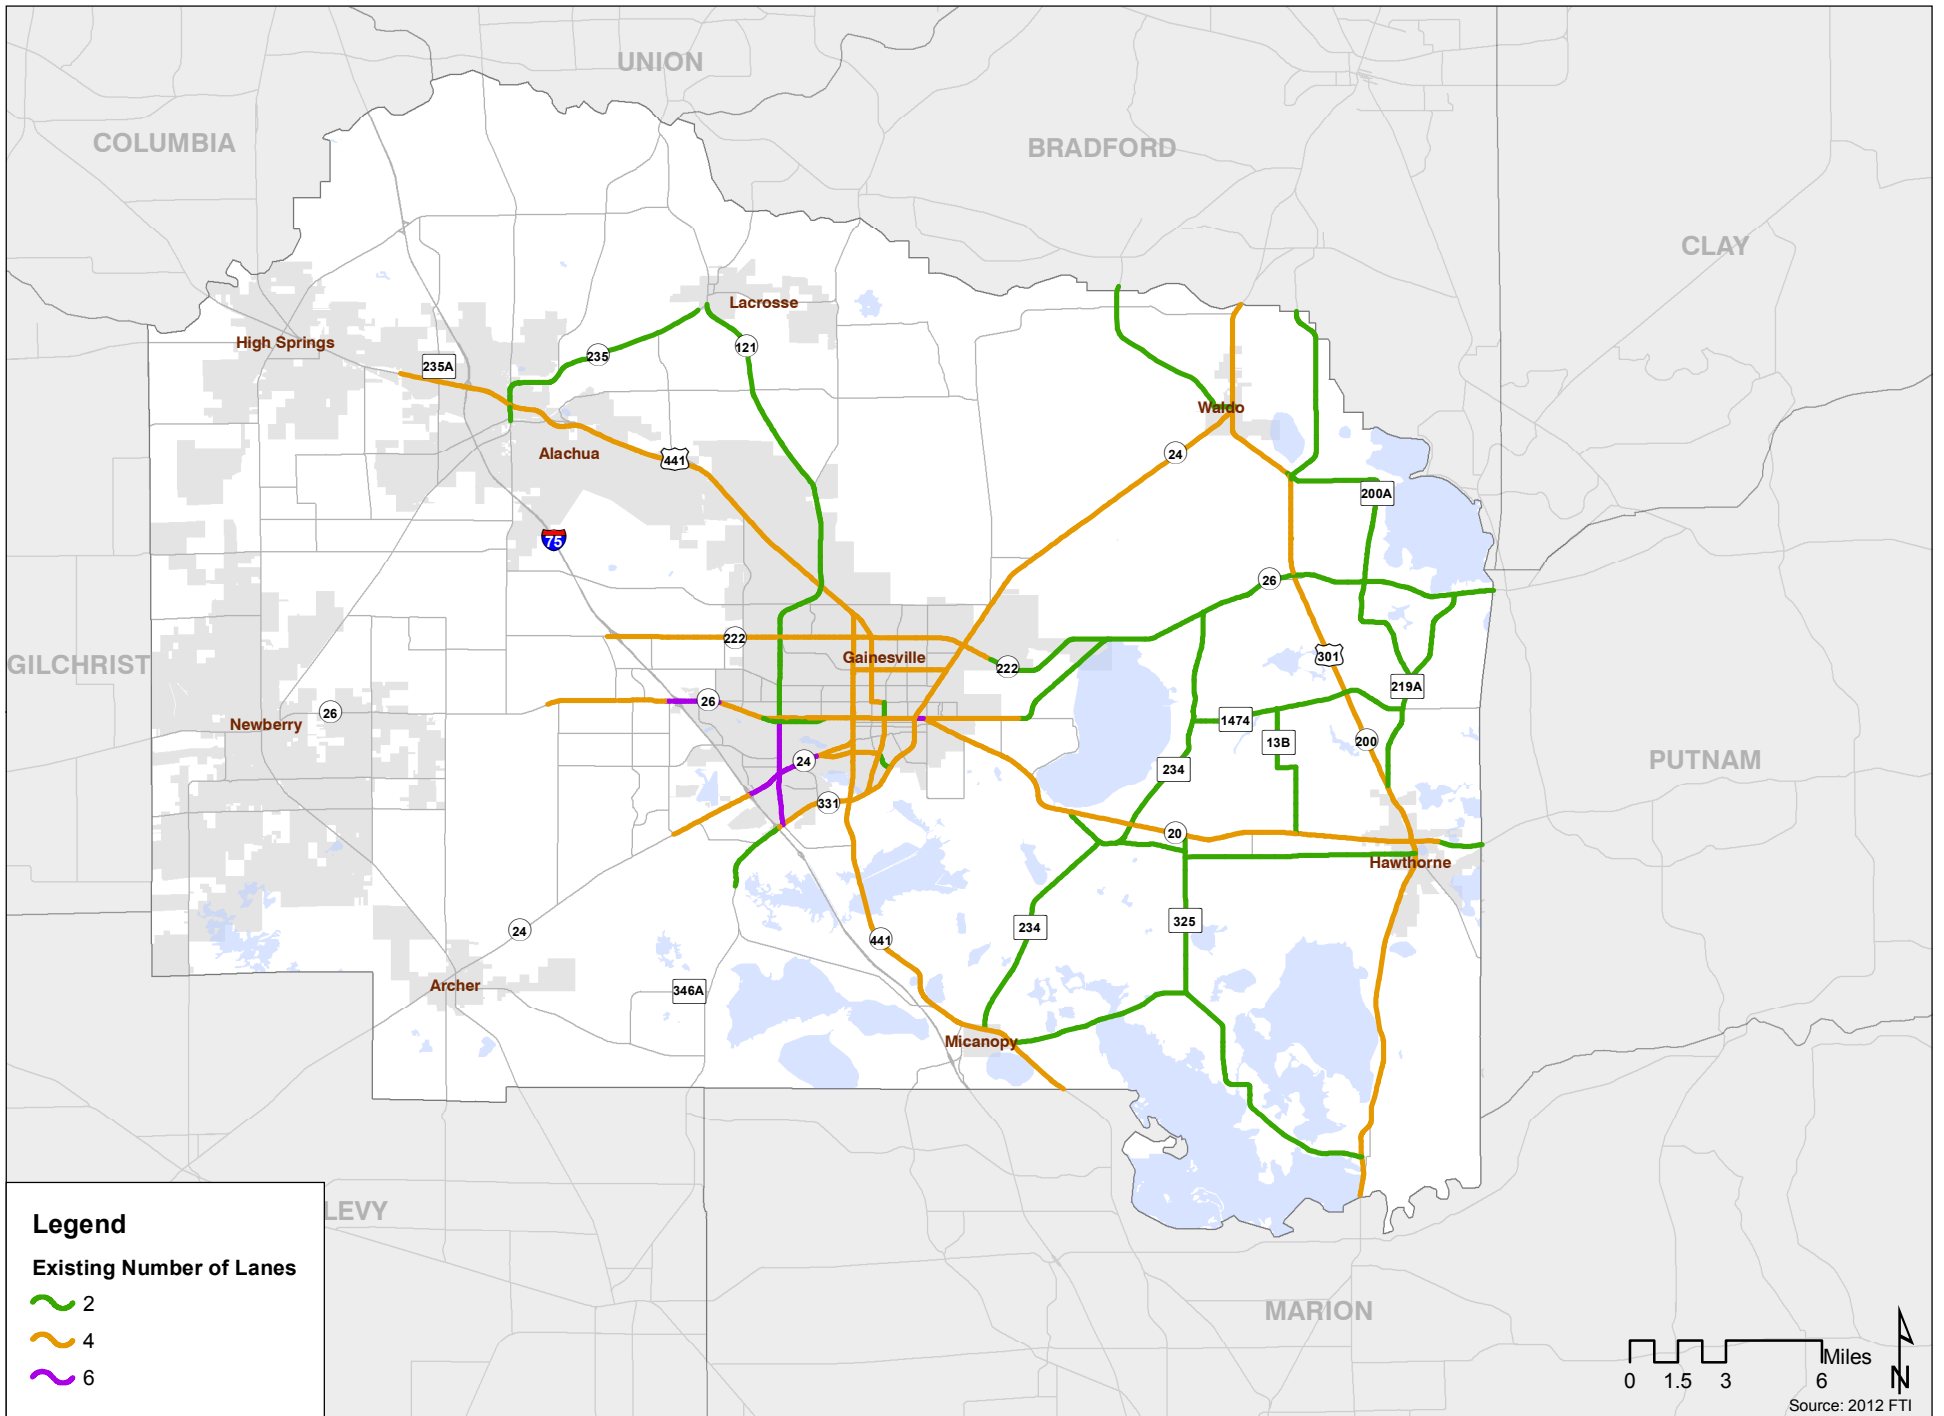 UNION
COLUMBIA
BRADFORD
CLAY
Lacrosse
High Springs
235A
235
121
Waldo
Alachua
441
24
200A
75
26
222
Gainesville
222
301
GILCHRIST
219A
26
26
Newberry
1474
13B
200
PUTNAM
24
234
331
20
Hawthorne
24
234
325
441
Archer
346A
Micanopy
LEVY
MARION
Legend
Existing Number of Lanes
2
4
6
Miles
0 1.5 3 6
N
Source: 2012 FTI